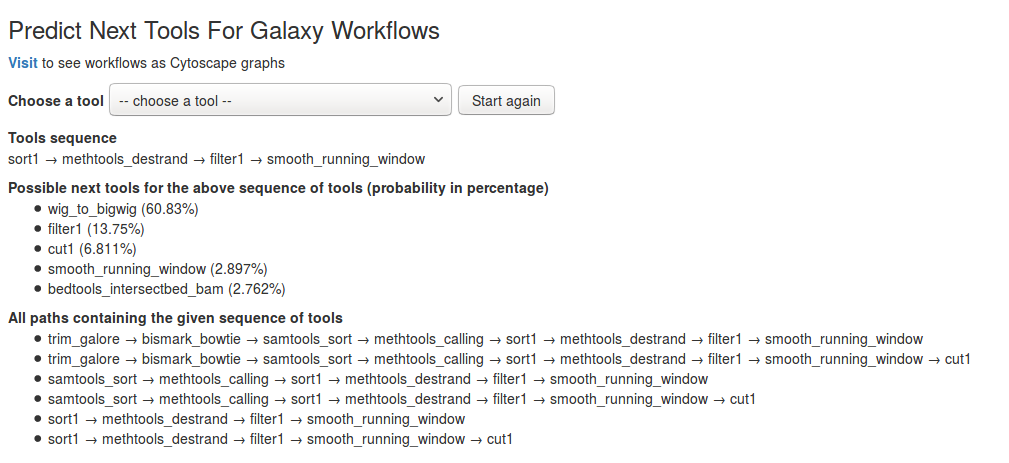 Predict Next Tools For Galaxy Workflows
Visit to see workflows as Cytoscape graphs
Choose a tool -- choose a tool -- Start again
Tools sequence
sort1 → methtools_destrand → filter1 → smooth_running_window
Possible next tools for the above sequence of tools (probability in percentage)
● wig_to_bigwig (60.83%)
● filter1 (13.75%)
● cut1 (6.811%)
● smooth_running_window (2.897%)
● bedtools_intersectbed_bam (2.762%)
All paths containing the given sequence of tools
● trim_galore → bismark_bowtie → samtools_sort → methtools_calling → sort1 → methtools_destrand → filter1 → smooth_running_window
● trim_galore → bismark_bowtie → samtools_sort → methtools_calling → sort1 → methtools_destrand → filter1 → smooth_running_window → cut1
● samtools_sort → methtools_calling → sort1 → methtools_destrand → filter1 → smooth_running_window
● samtools_sort → methtools_calling → sort1 → methtools_destrand → filter1 → smooth_running_window → cut1
● sort1 → methtools_destrand → filter1 → smooth_running_window
● sort1 → methtools_destrand → filter1 → smooth_running_window → cut1